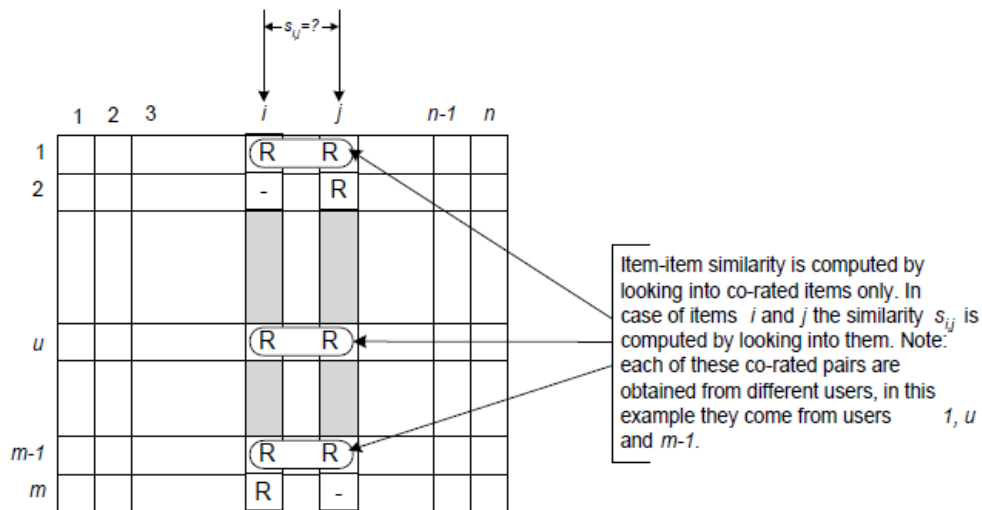 s_{i,j}=?
1 2 3 i j n-1 n
1 R R
2 - R
u R R
m-1 R R
m R -
Item-item similarity is computed by
looking into co-rated items only. In
case of items i and j the similarity s_{i,j} is
computed by looking into them. Note:
each of these co-rated pairs are
obtained from different users, in this
example they come from users 1, u
and m-1.